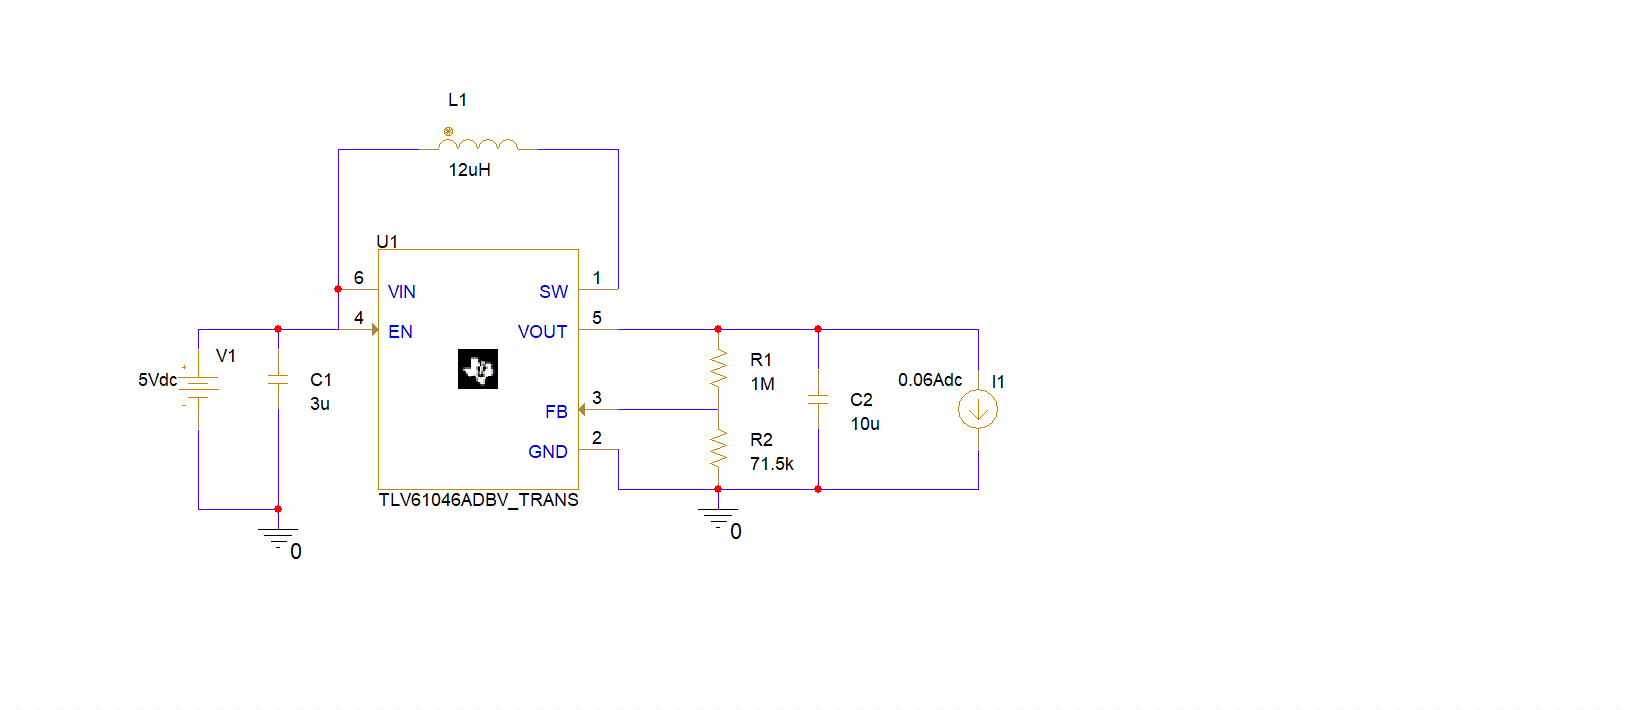 L1
12uH
U1
6
VIN
SW
1
4
EN
VOUT
5
V1
5Vdc
+
-
C1
3u
R1
1M
0.06Adc
I1
C2
10u
FB
3
R2
71.5k
GND
2
TLV61046ADBV_TRANS
0
0